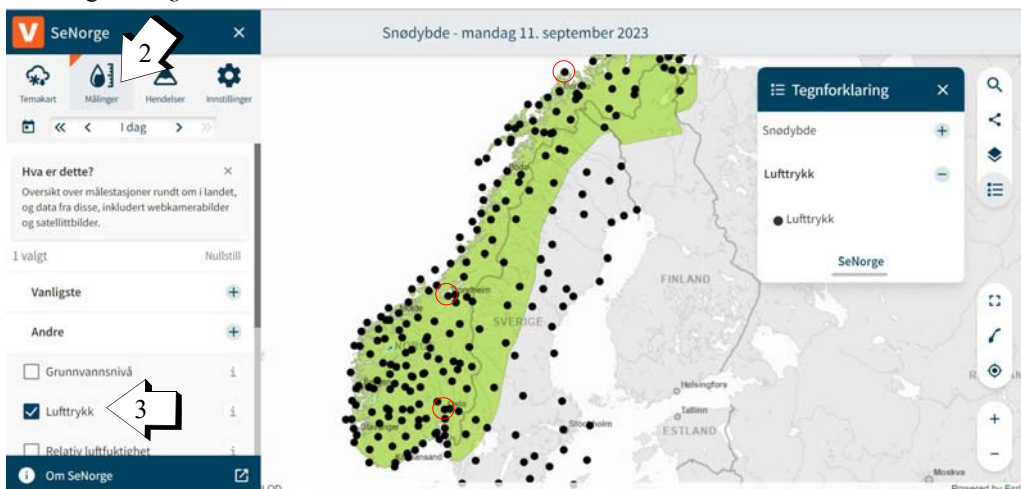 SeNorge
Snødybde - mandag 11. september 2023
2
Temakart
Målinger
Hendelser
Innstillinger
I dag
Hva er dette?
Oversikt over målestasjoner rundt om i landet,
og data fra disse, inkludert webkamerabilder
og satellittbilder.
1 valgt
Nullstill
Vanligste
Andre
Grunnvannsnivå
Lufttrykk
3
Relativ luftfuktighet
Om SeNorge
Tegnforklaring
Snødybde
Lufttrykk
Lufttrykk
SeNorge
FINLAND
SVERIGE
Helsingfors
Tallinn
ESTLAND
Stockholm
Moskva
Powered by Esri